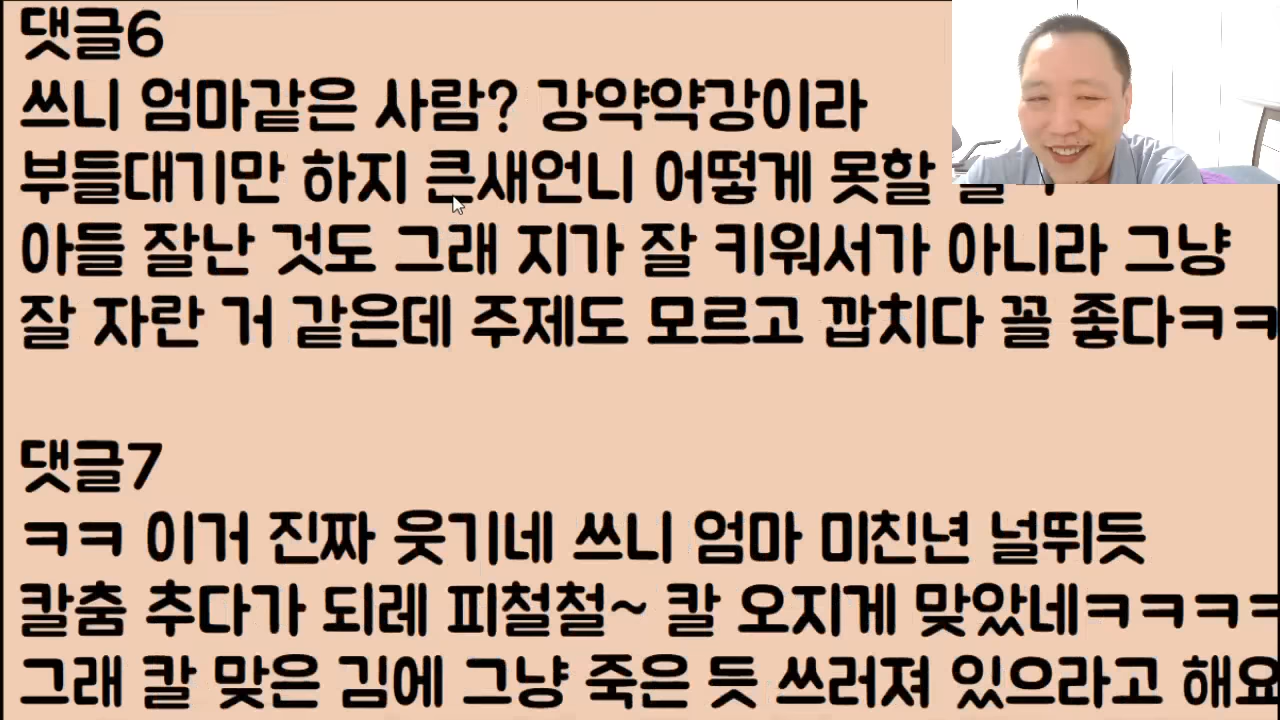 댓글6
쓰니 엄마같은 사람? 강약약강이라
부들대기만 하지 큰새언니 어떻게 못할
아들 잘난 것도 그래 지가 잘 키워서가 아니라 그냥
잘 자란 거 같은데 주제도 모르고 깝치다 꼴 좋다ㅋㅋ
댓글7
ㅋㅋ 이거 진짜 웃기네 쓰니 엄마 미친년 널뛰듯
칼춤 추다가 되레 피철철~ 칼 오지게 맞았네ㅋㅋㅋㅋ
그래 칼 맞은 김에 그냥 죽은 듯 쓰러져 있으라고 해요